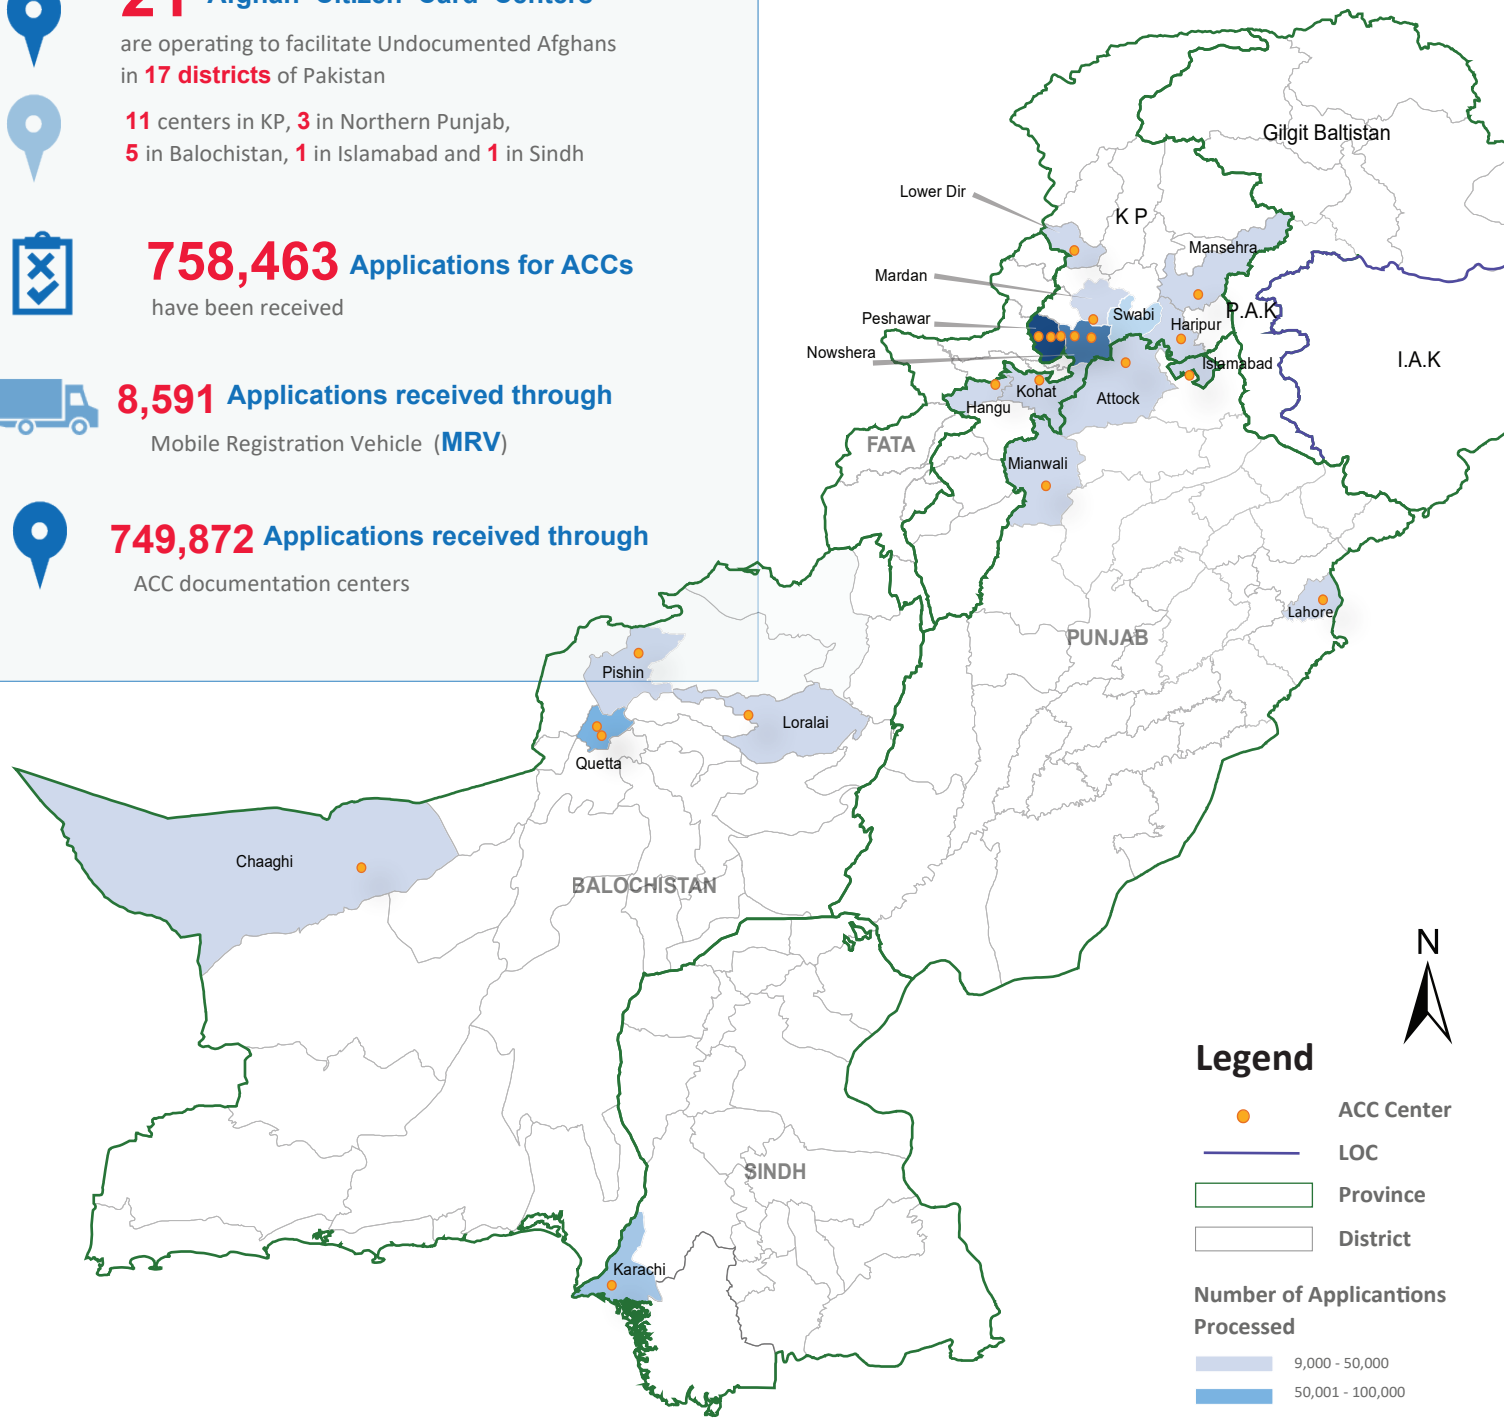 21 Afghan Citizen Card Centers
are operating to facilitate Undocumented Afghans
in 17 districts of Pakistan
11 centers in KP, 3 in Northern Punjab,
5 in Balochistan, 1 in Islamabad and 1 in Sindh
758,463 Applications for ACCs
have been received
8,591 Applications received through
Mobile Registration Vehicle (MRV)
749,872 Applications received through
ACC documentation centers
Gilgit Baltistan
Lower Dir
K P
Mansehra
Mardan
Swabi
P.A.K
Peshawar
Haripur
Nowshera
Islamabad
I.A.K
Kohat
Attock
Hangu
FATA
Mianwali
Lahore
PUNJAB
Pishin
Loralai
Quetta
Chaaghi
BALOCHISTAN
N
SINDH
Karachi
Legend
ACC Center
LOC
Province
District
Number of Applicantions
Processed
9,000 - 50,000
50,001 - 100,000